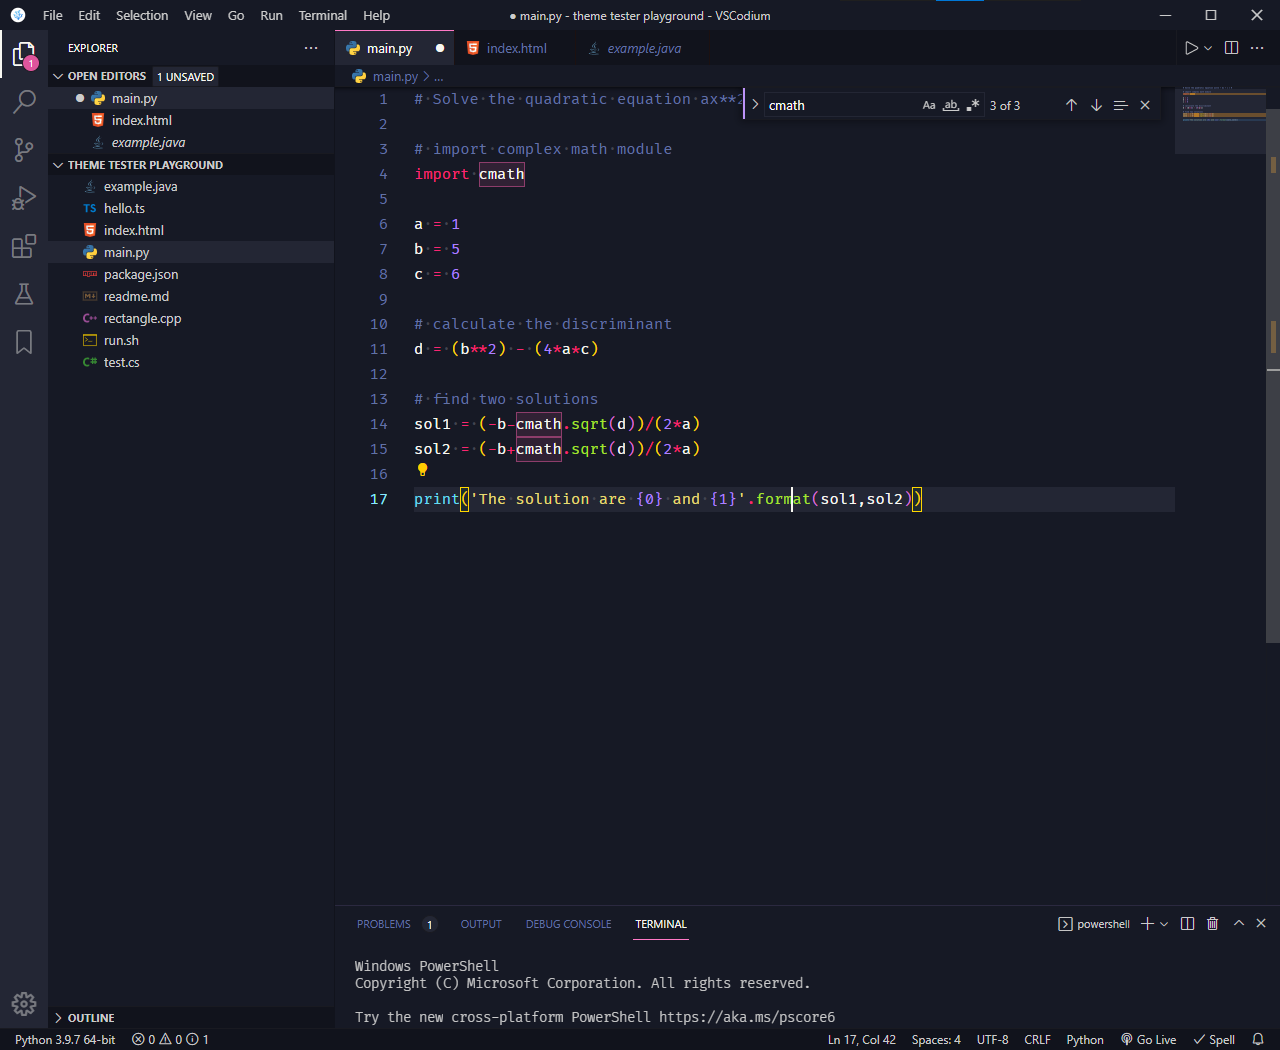 File Edit Selection View Go Run Terminal Help
● main.py - theme tester playground - VSCodium
EXPLORER
1
OPEN EDITORS 1 UNSAVED
main.py
index.html
example.java
THEME TESTER PLAYGROUND
example.java
TS hello.ts
index.html
main.py
package.json
readme.md
C++ rectangle.cpp
run.sh
C# test.cs
OUTLINE
main.py
index.html
example.java
main.py > ...
cmath
Aa ab .*
3 of 3
1 # Solve the quadratic equation ax**2
2
3 # import complex math module
4 import cmath
5
6 a = 1
7 b = 5
8 c = 6
9
10 # calculate the discriminant
11 d = (b**2) - (4*a*c)
12
13 # find two solutions
14 sol1 = (-b-cmath.sqrt(d))/(2*a)
15 sol2 = (-b+cmath.sqrt(d))/(2*a)
16
17 print('The solution are {0} and {1}'.format(sol1,sol2))
PROBLEMS 1 OUTPUT DEBUG CONSOLE TERMINAL
powershell
Windows PowerShell
Copyright (C) Microsoft Corporation. All rights reserved.
Try the new cross-platform PowerShell https://aka.ms/pscore6
Python 3.9.7 64-bit 0 0 1
Ln 17, Col 42 Spaces: 4 UTF-8 CRLF Python Go Live Spell